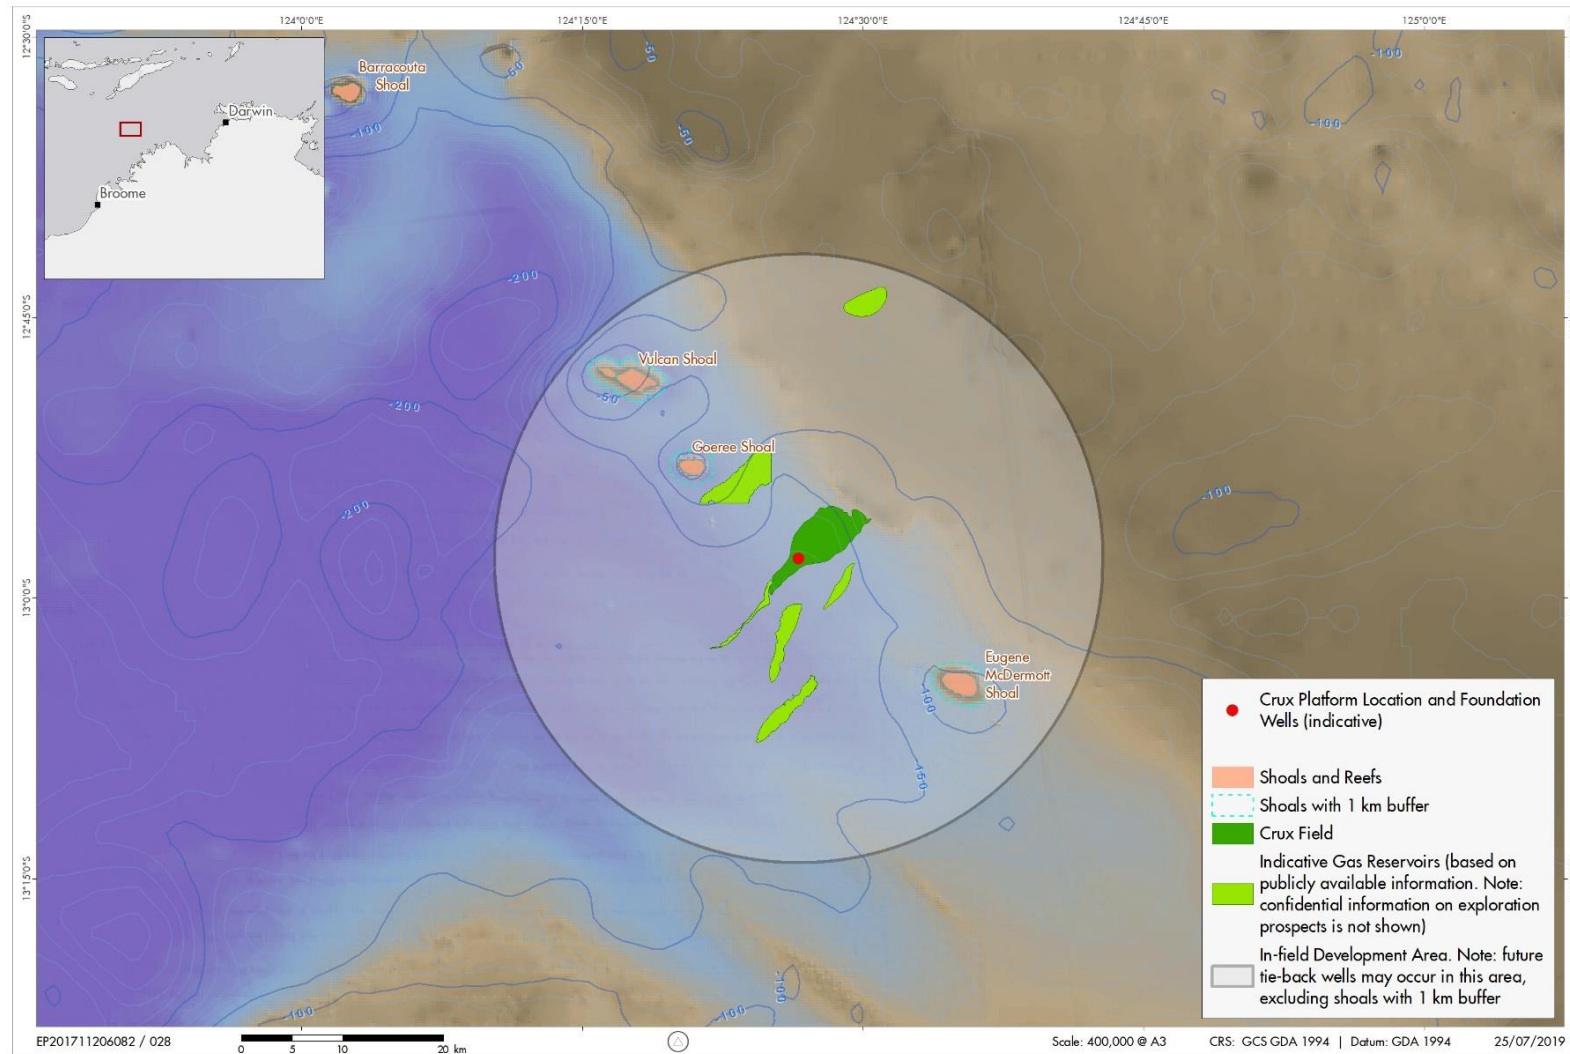 124°0'0"E
124°15'0"E
124°30'0"E
124°45'0"E
125°0'0"E
12°30'0"S
12°45'0"S
13°0'0"S
13°15'0"S
Darwin
Broome
Barracouta
Shoal
-50
-100
-50
-50
-100
-100
-200
-200
-200
Vulcan Shoal
-50
Goeree Shoal
-100
Eugene
McDermott
Shoal
-100
-150
-100
-100
-100
Crux Platform Location and Foundation
Wells (indicative)
Shoals and Reefs
Shoals with 1 km buffer
Crux Field
Indicative Gas Reservoirs (based on
publicly available information. Note:
confidential information on exploration
prospects is not shown)
In-field Development Area. Note: future
tie-back wells may occur in this area,
excluding shoals with 1 km buffer
EP201711206082 / 028
0 5 10 20 km
Scale: 400,000 @ A3
CRS: GCS GDA 1994 | Datum: GDA 1994
25/07/2019